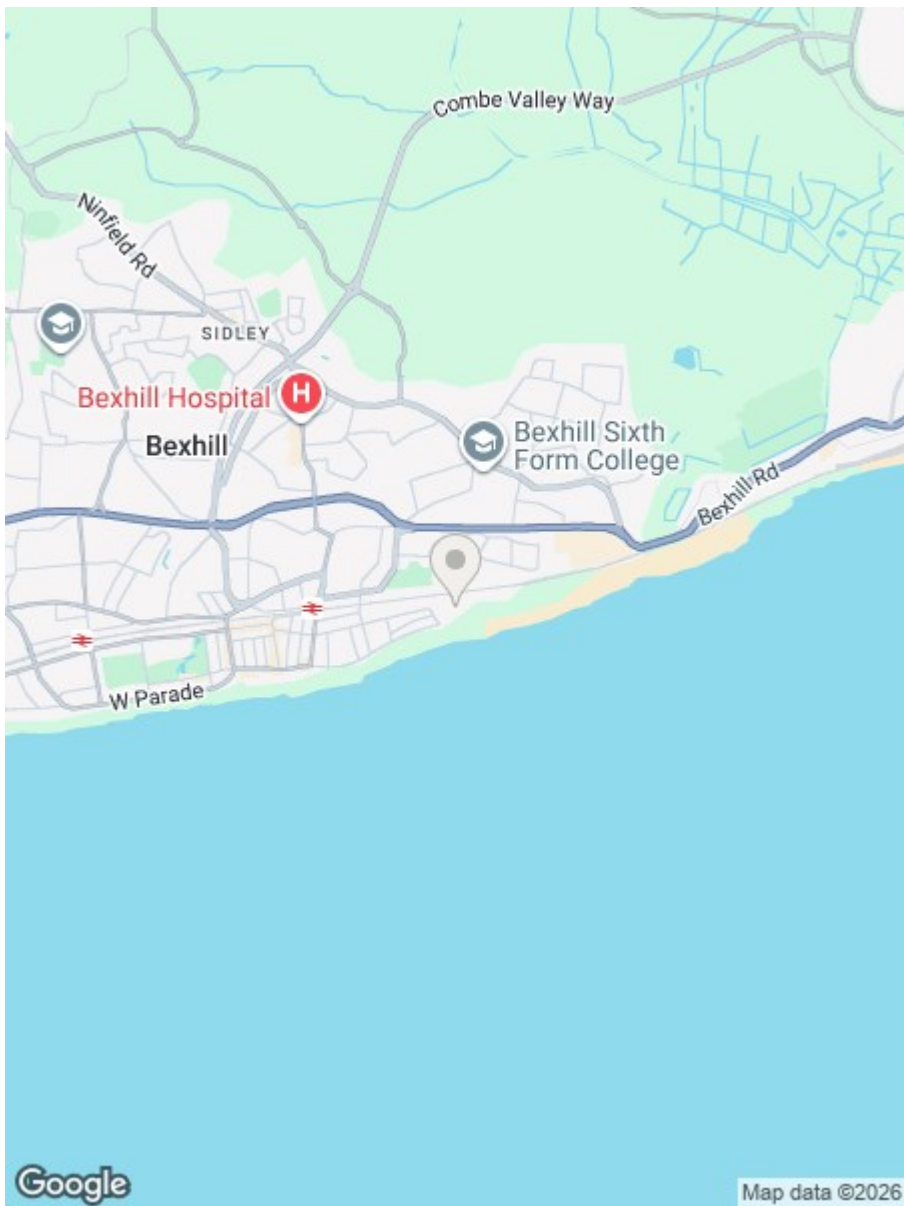 Combe Valley Way
Ninfield Rd
SIDLEY
Bexhill Hospital
H
Bexhill
Bexhill Sixth
Form College
Bexhill Rd
W Parade
Google
Map data ©2026